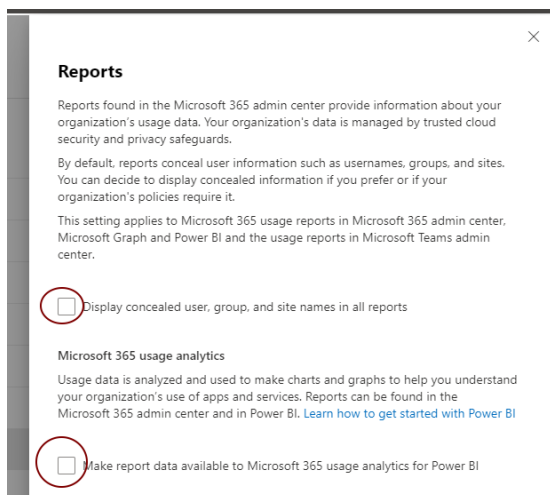 Reports
Reports found in the Microsoft 365 admin center provide information about your
organization's usage data. Your organization's data is managed by trusted cloud
security and privacy safeguards.
By default, reports conceal user information such as usernames, groups, and sites.
You can decide to display concealed information if you prefer or if your
organization's policies require it.
This setting applies to Microsoft 365 usage reports in Microsoft 365 admin center,
Microsoft Graph and Power BI and the usage reports in Microsoft Teams admin
center.
Display concealed user, group, and site names in all reports
Microsoft 365 usage analytics
Usage data is analyzed and used to make charts and graphs to help you understand
your organization's use of apps and services. Reports can be found in the
Microsoft 365 admin center and in Power BI. Learn how to get started with Power BI
Make report data available to Microsoft 365 usage analytics for Power BI